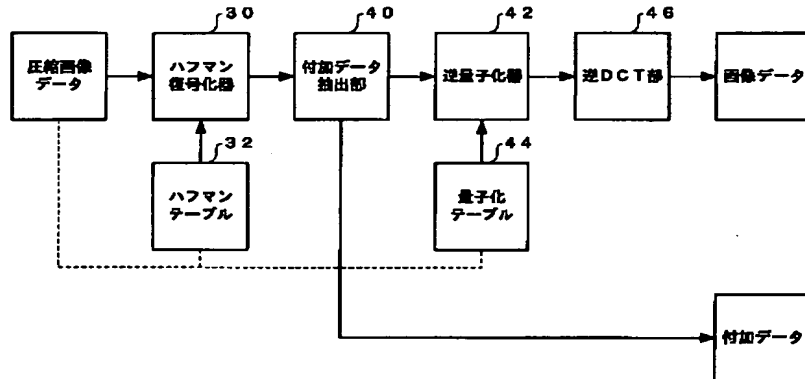 ３０
４０
４２
４６
圧縮画像
データ
ハフマン
復号化器
付加データ
抽出部
逆量子化器
逆ＤＣＴ部
画像データ
３２
４４
ハフマン
テーブル
量子化
テーブル
付加データ